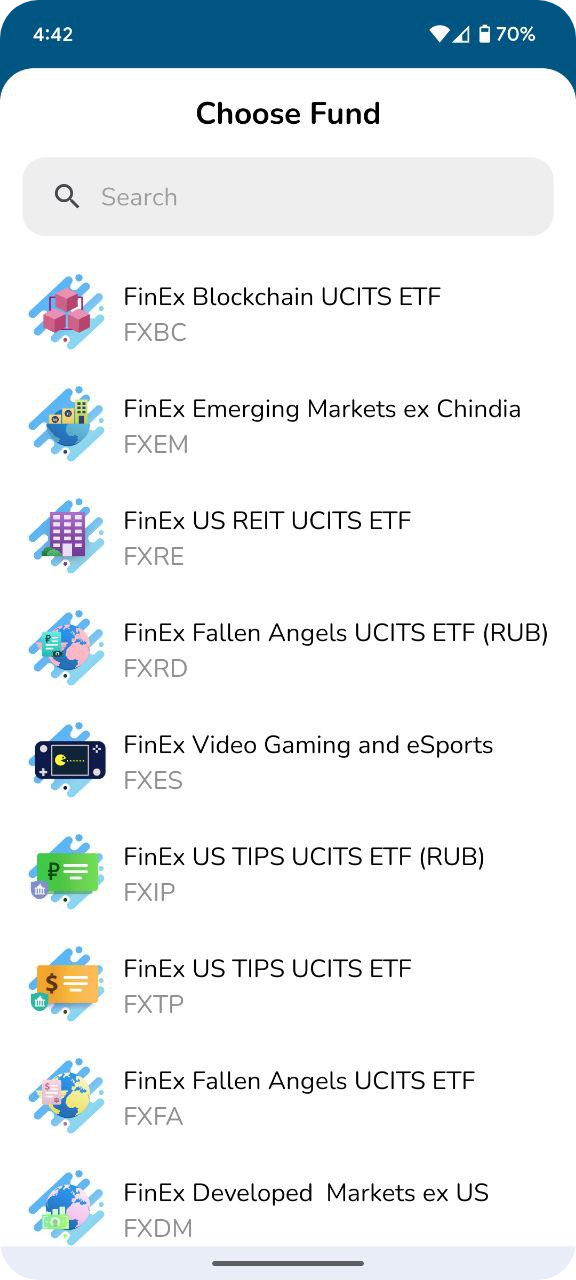 4:42
70%
Choose Fund
Search
FinEx Blockchain UCITS ETF
FXBC
FinEx Emerging Markets ex Chindia
FXEM
FinEx US REIT UCITS ETF
FXRE
FinEx Fallen Angels UCITS ETF (RUB)
FXRD
FinEx Video Gaming and eSports
FXES
FinEx US TIPS UCITS ETF (RUB)
FXIP
FinEx US TIPS UCITS ETF
FXTP
FinEx Fallen Angels UCITS ETF
FXFA
FinEx Developed  Markets ex US
FXDM